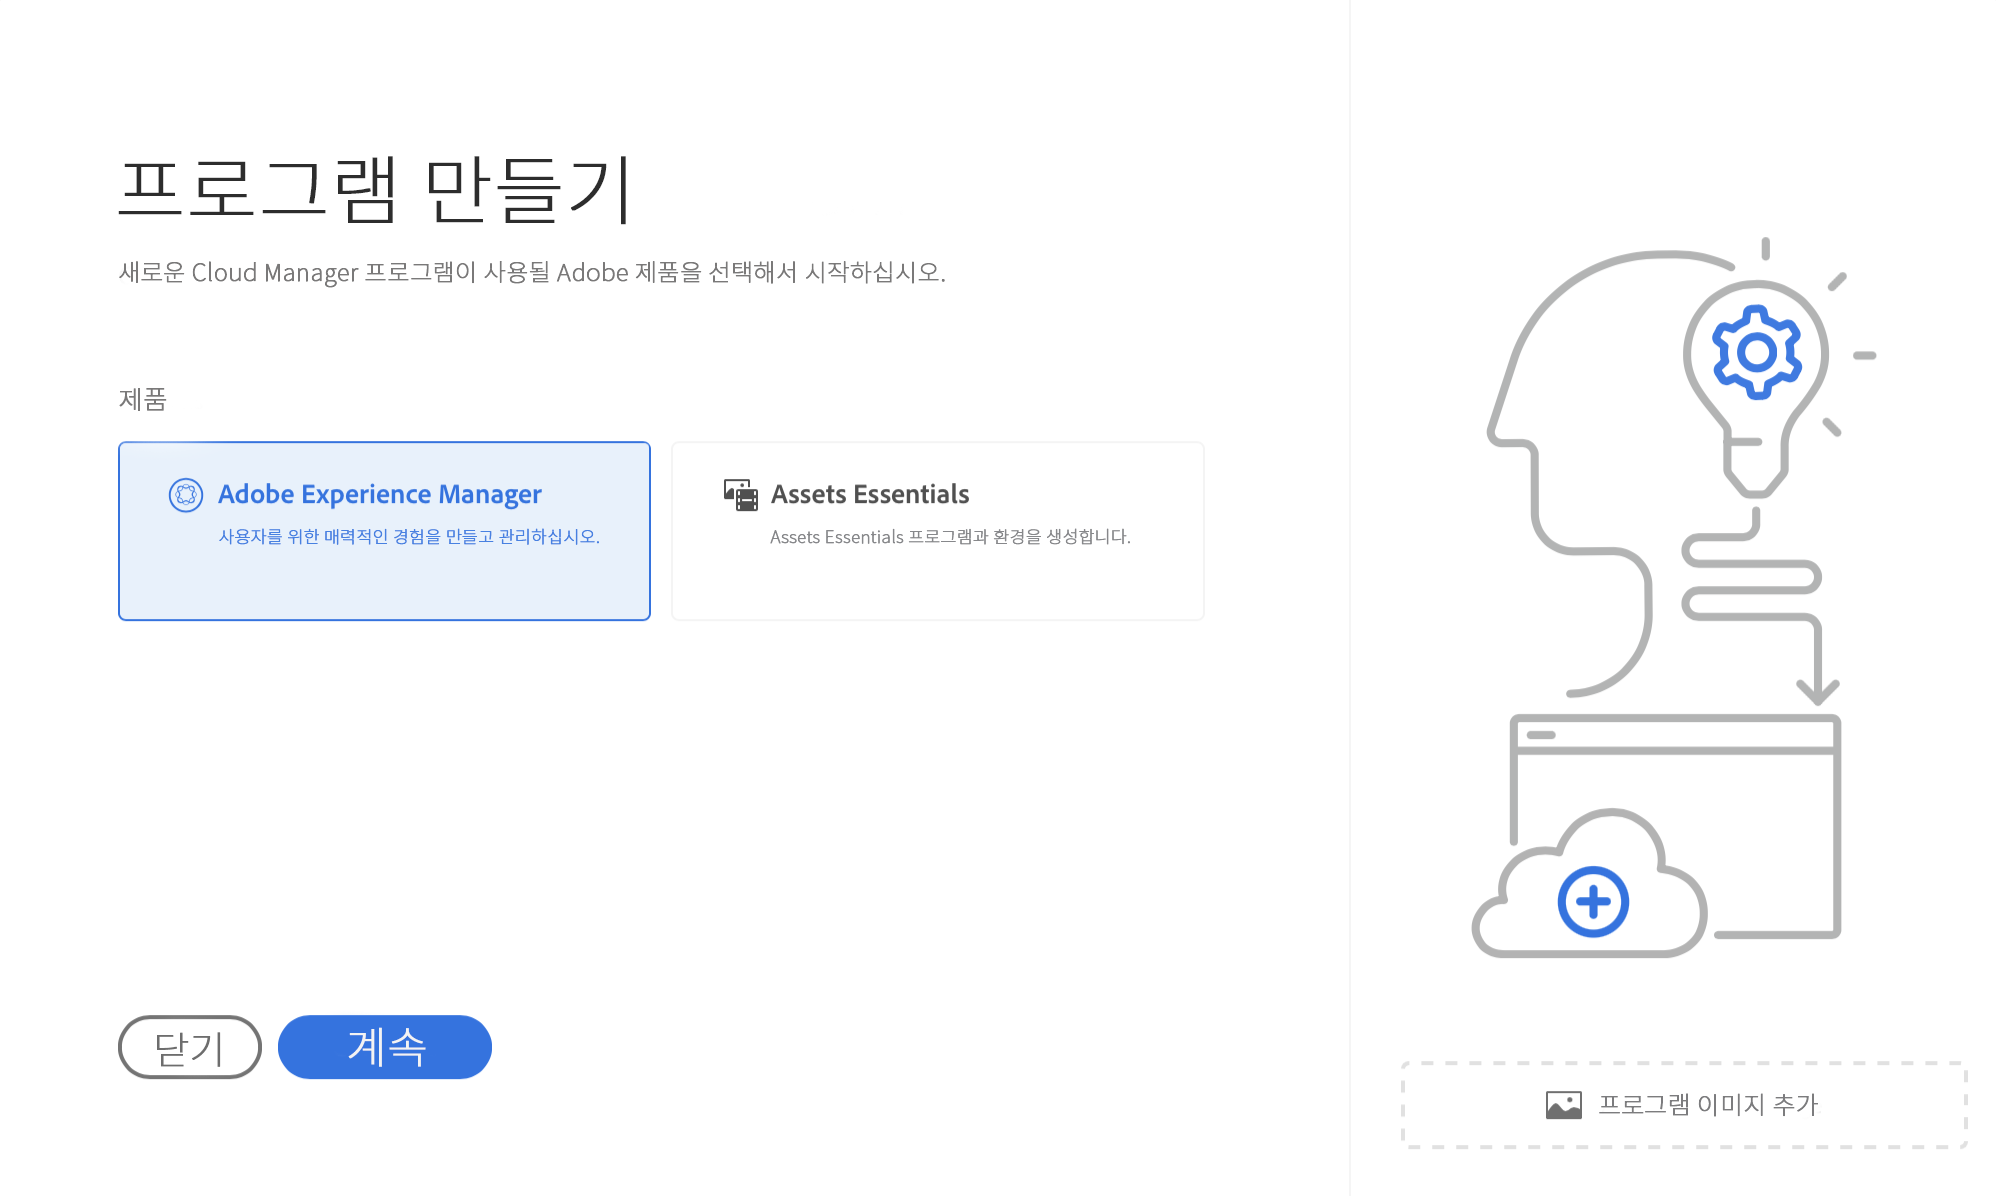 프로그램 만들기
새로운 Cloud Manager 프로그램이 사용될 Adobe 제품을 선택해서 시작하십시오.
제품
Adobe Experience Manager
사용자를 위한 매력적인 경험을 만들고 관리하십시오.
Assets Essentials
Assets Essentials 프로그램과 환경을 생성합니다.
닫기
계속
프로그램 이미지 추가